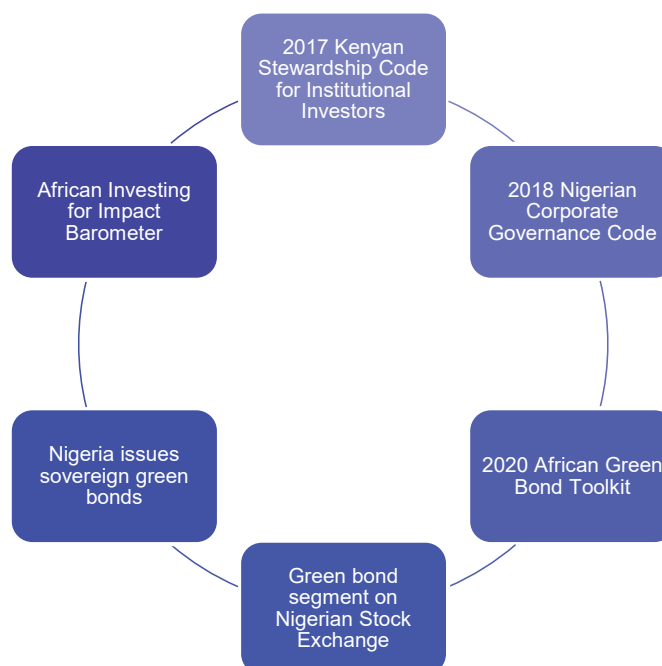 2017 Kenyan
Stewardship Code
for Institutional
Investors
2018 Nigerian
Corporate
Governance Code
2020 African Green
Bond Toolkit
Green bond
segment on
Nigerian Stock
Exchange
Nigeria issues
sovereign green
bonds
African Investing
for Impact
Barometer